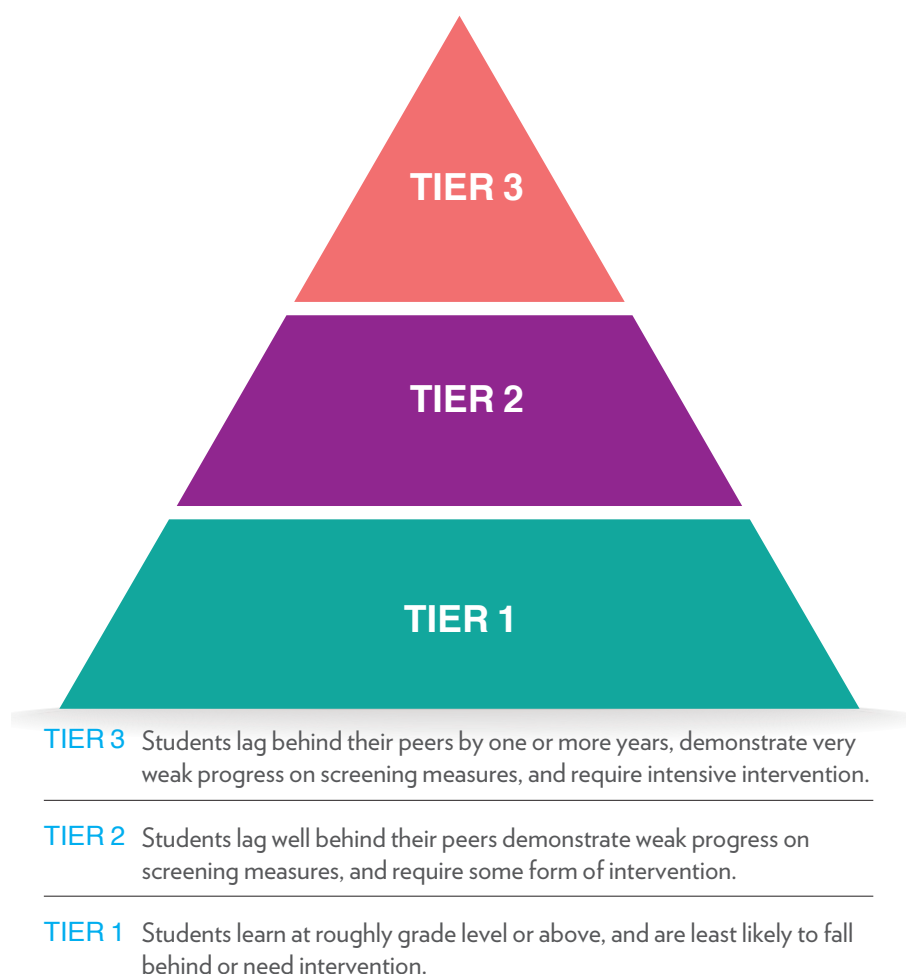 TIER 3
TIER 2
TIER 1
TIER 3 Students lag behind their peers by one or more years, demonstrate very
weak progress on screening measures, and require intensive intervention.
TIER 2 Students lag well behind their peers demonstrate weak progress on
screening measures, and require some form of intervention.
TIER 1 Students learn at roughly grade level or above, and are least likely to fall
behind or need intervention.